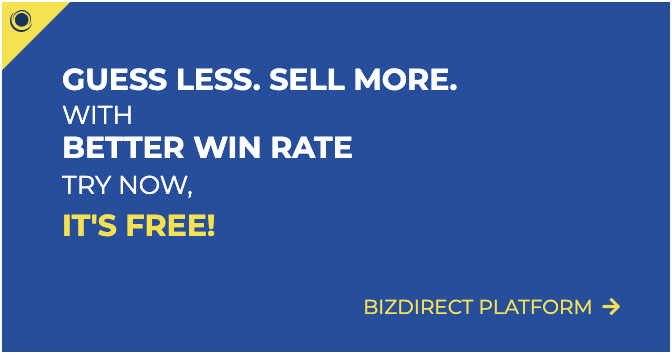 GUESS LESS. SELL MORE.
WITH
BETTER WIN RATE
TRY NOW,
IT'S FREE!
BIZDIRECT PLATFORM →